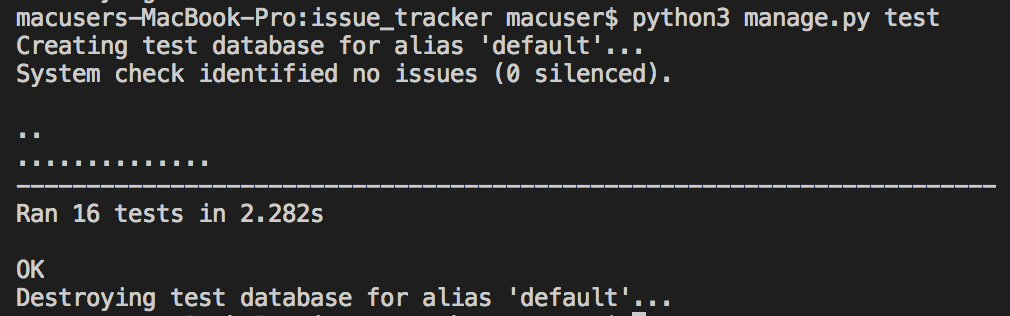 macusers-MacBook-Pro:issue_tracker macuser$ python3 manage.py test
Creating test database for alias 'default'...
System check identified no issues (0 silenced).
..
..............
----------------------------------------------------------------------
Ran 16 tests in 2.282s
OK
Destroying test database for alias 'default'...